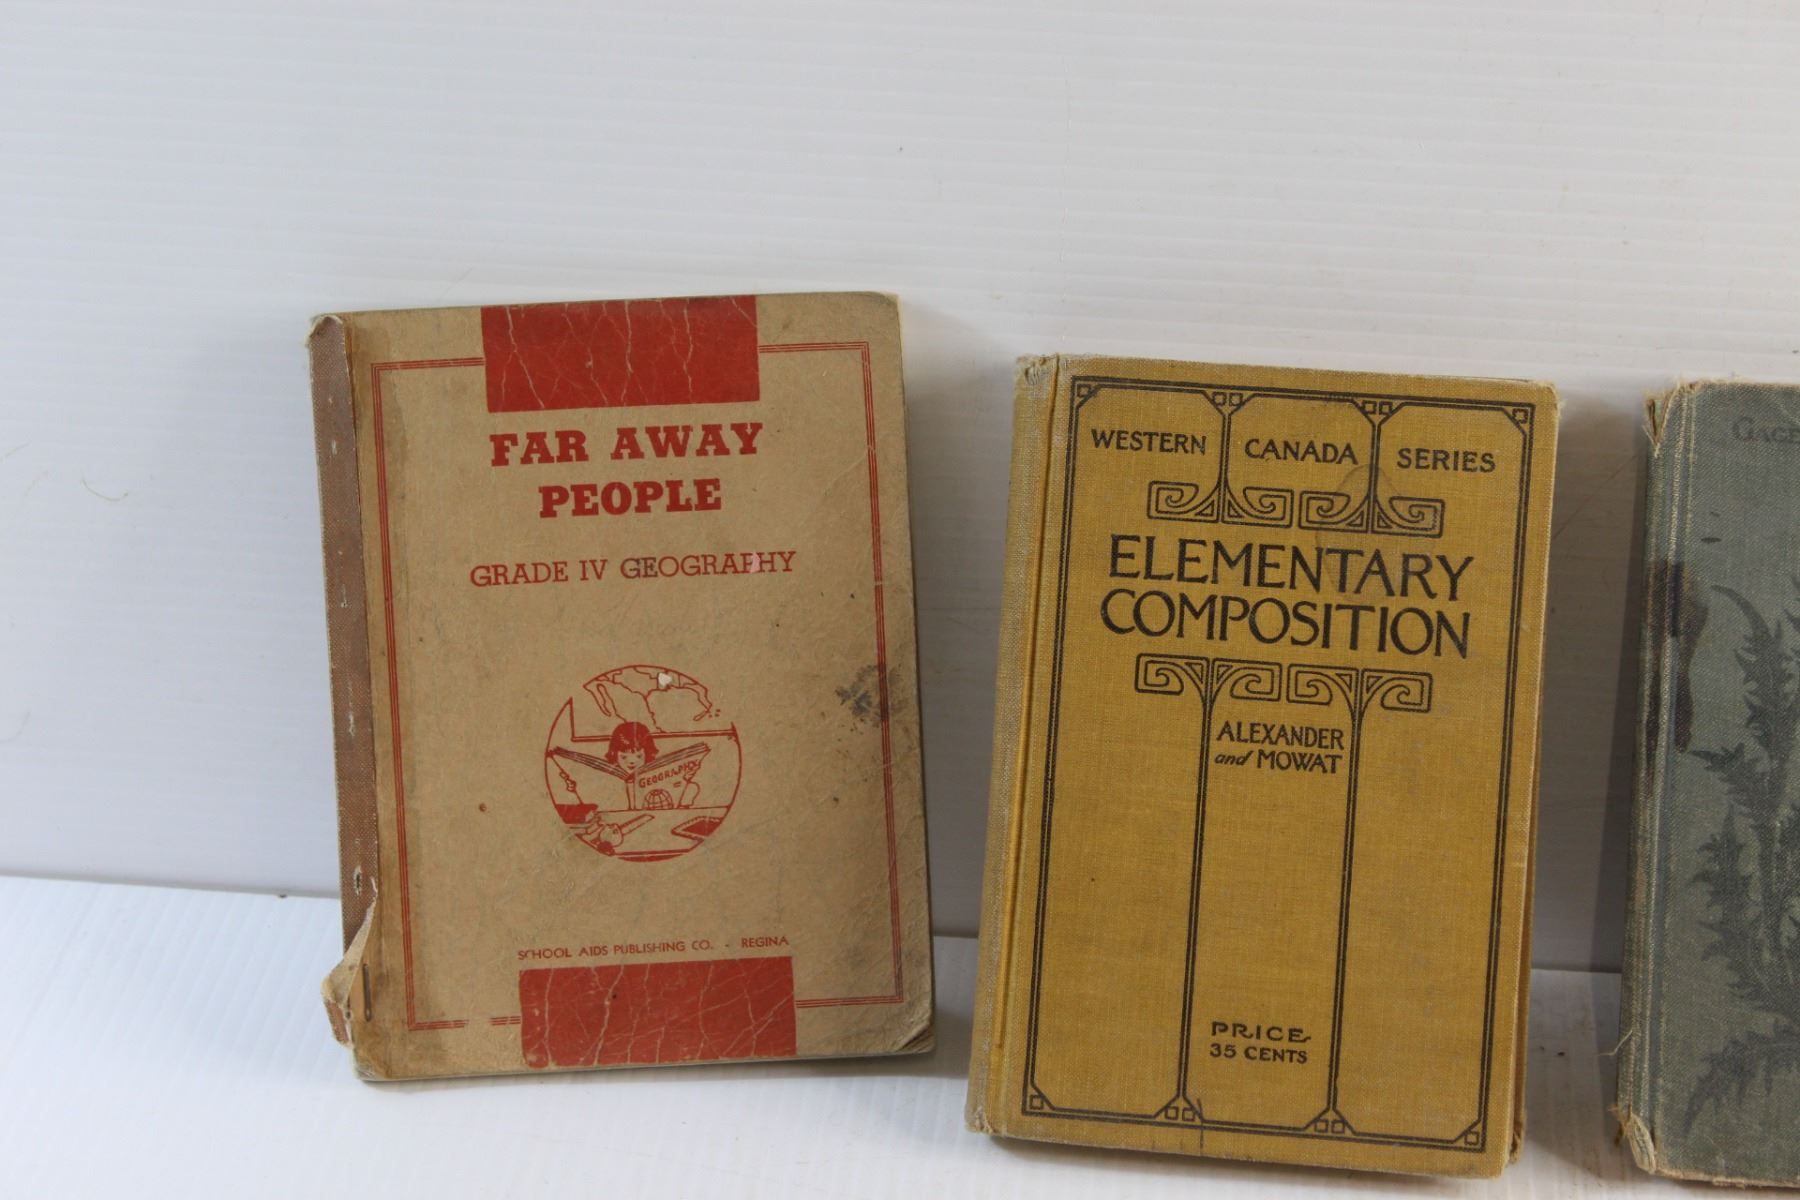 FAR AWAY
PEOPLE
GRADE IV GEOGRAPHY
GEOGRAPHY
SCHOOL AIDS PUBLISHING CO. - REGINA
WESTERN CANADA SERIES
ELEMENTARY
COMPOSITION
ALEXANDER
and MOWAT
PRICE
35 CENTS
GAGE